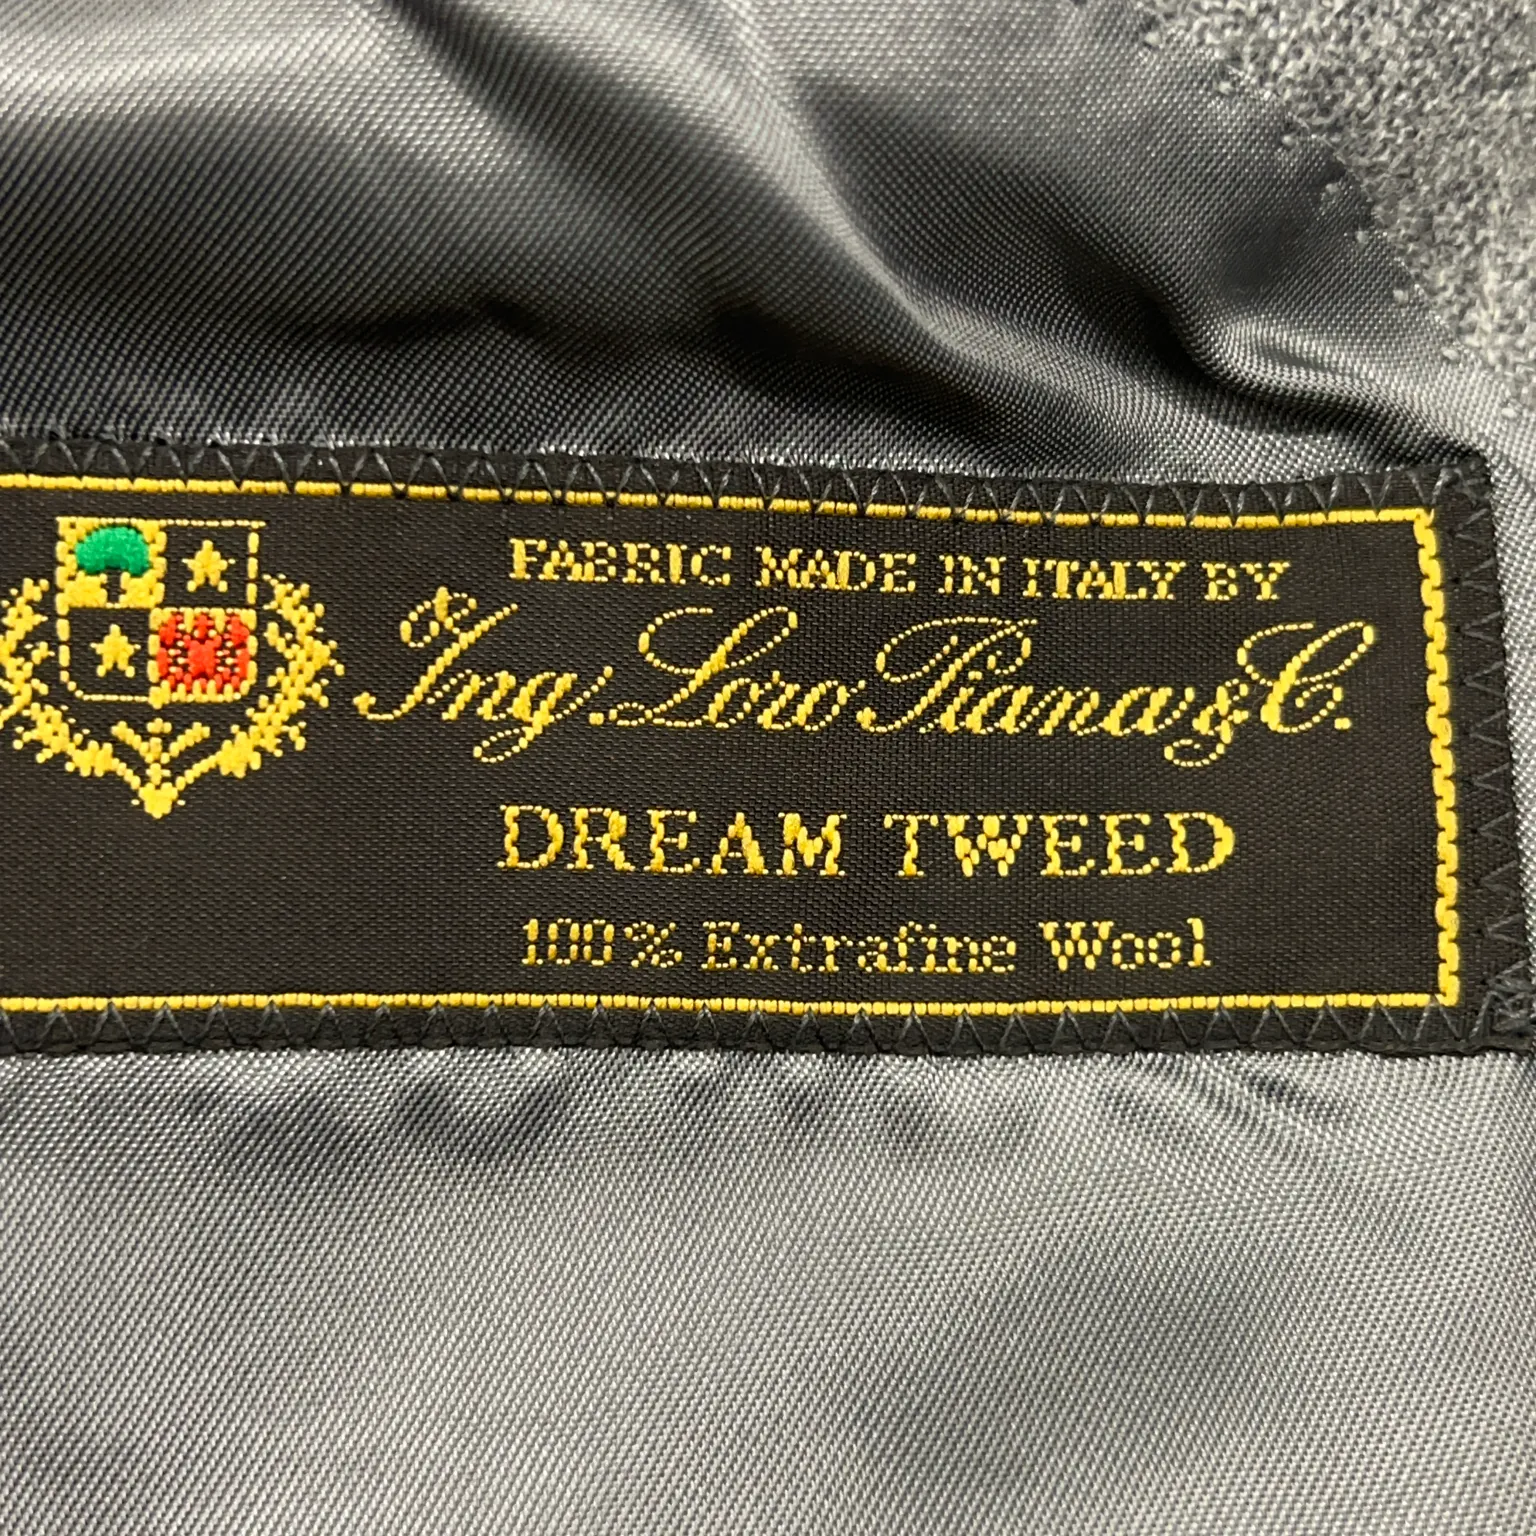 FABRIC MADE IN ITALY BY
Ing. Loro Piana & C.
DREAM TWEED
100% Extrafine Wool